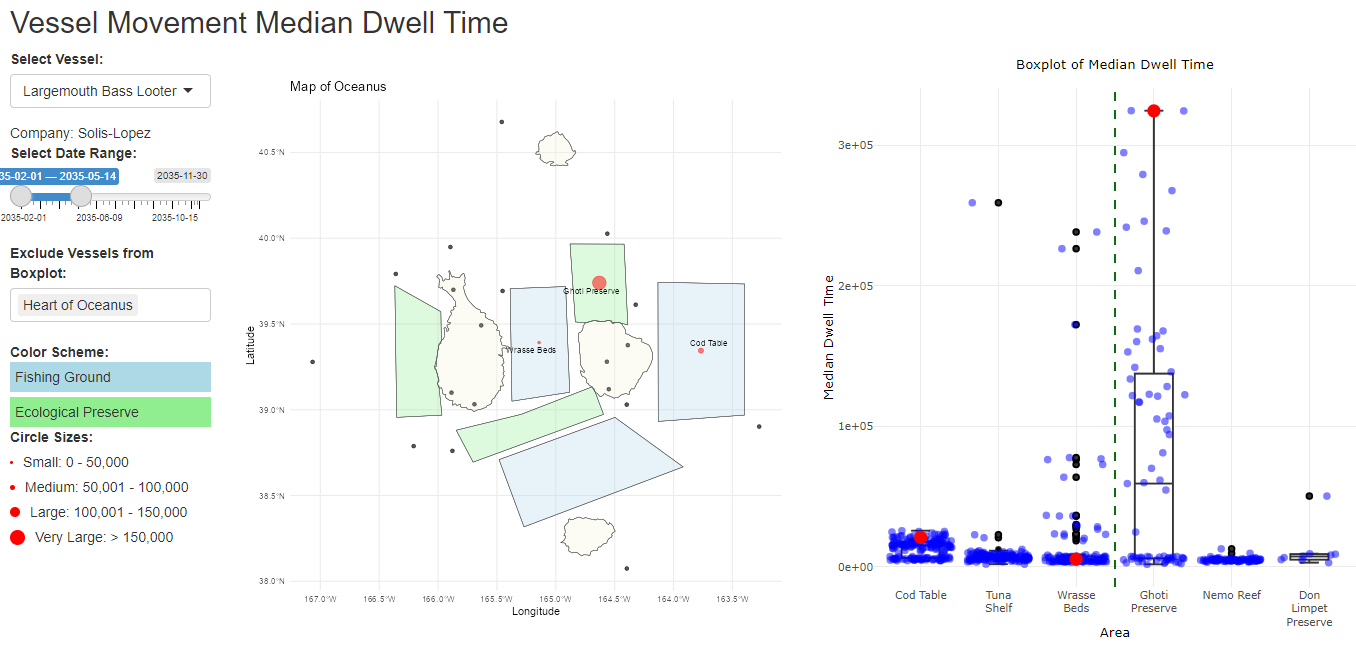 Vessel Movement Median Dwell Time
Select Vessel:
Largemouth Bass Looter
Company: Solis-Lopez
Select Date Range:
35-02-01 — 2035-05-14
2035-11-30
2035-02-01 2035-06-09 2035-10-15
Exclude Vessels from
Boxplot:
Heart of Oceanus
Color Scheme:
Fishing Ground
Ecological Preserve
Circle Sizes:
Small: 0 - 50,000
Medium: 50,001 - 100,000
Large: 100,001 - 150,000
Very Large: > 150,000
Map of Oceanus
40.5°N
40.0°N
39.5°N
39.0°N
38.5°N
38.0°N
Latitude
Ghoti Preserve
Wrasse Beds
Cod Table
167.0°W 166.5°W 166.0°W 165.5°W 165.0°W 164.5°W 164.0°W 163.5°W
Longitude
Boxplot of Median Dwell Time
3e+05
2e+05
1e+05
0e+00
Median Dwell Time
Cod Table
Tuna
Shelf
Wrasse
Beds
Ghoti
Preserve
Nemo Reef
Don
Limpet
Preserve
Area